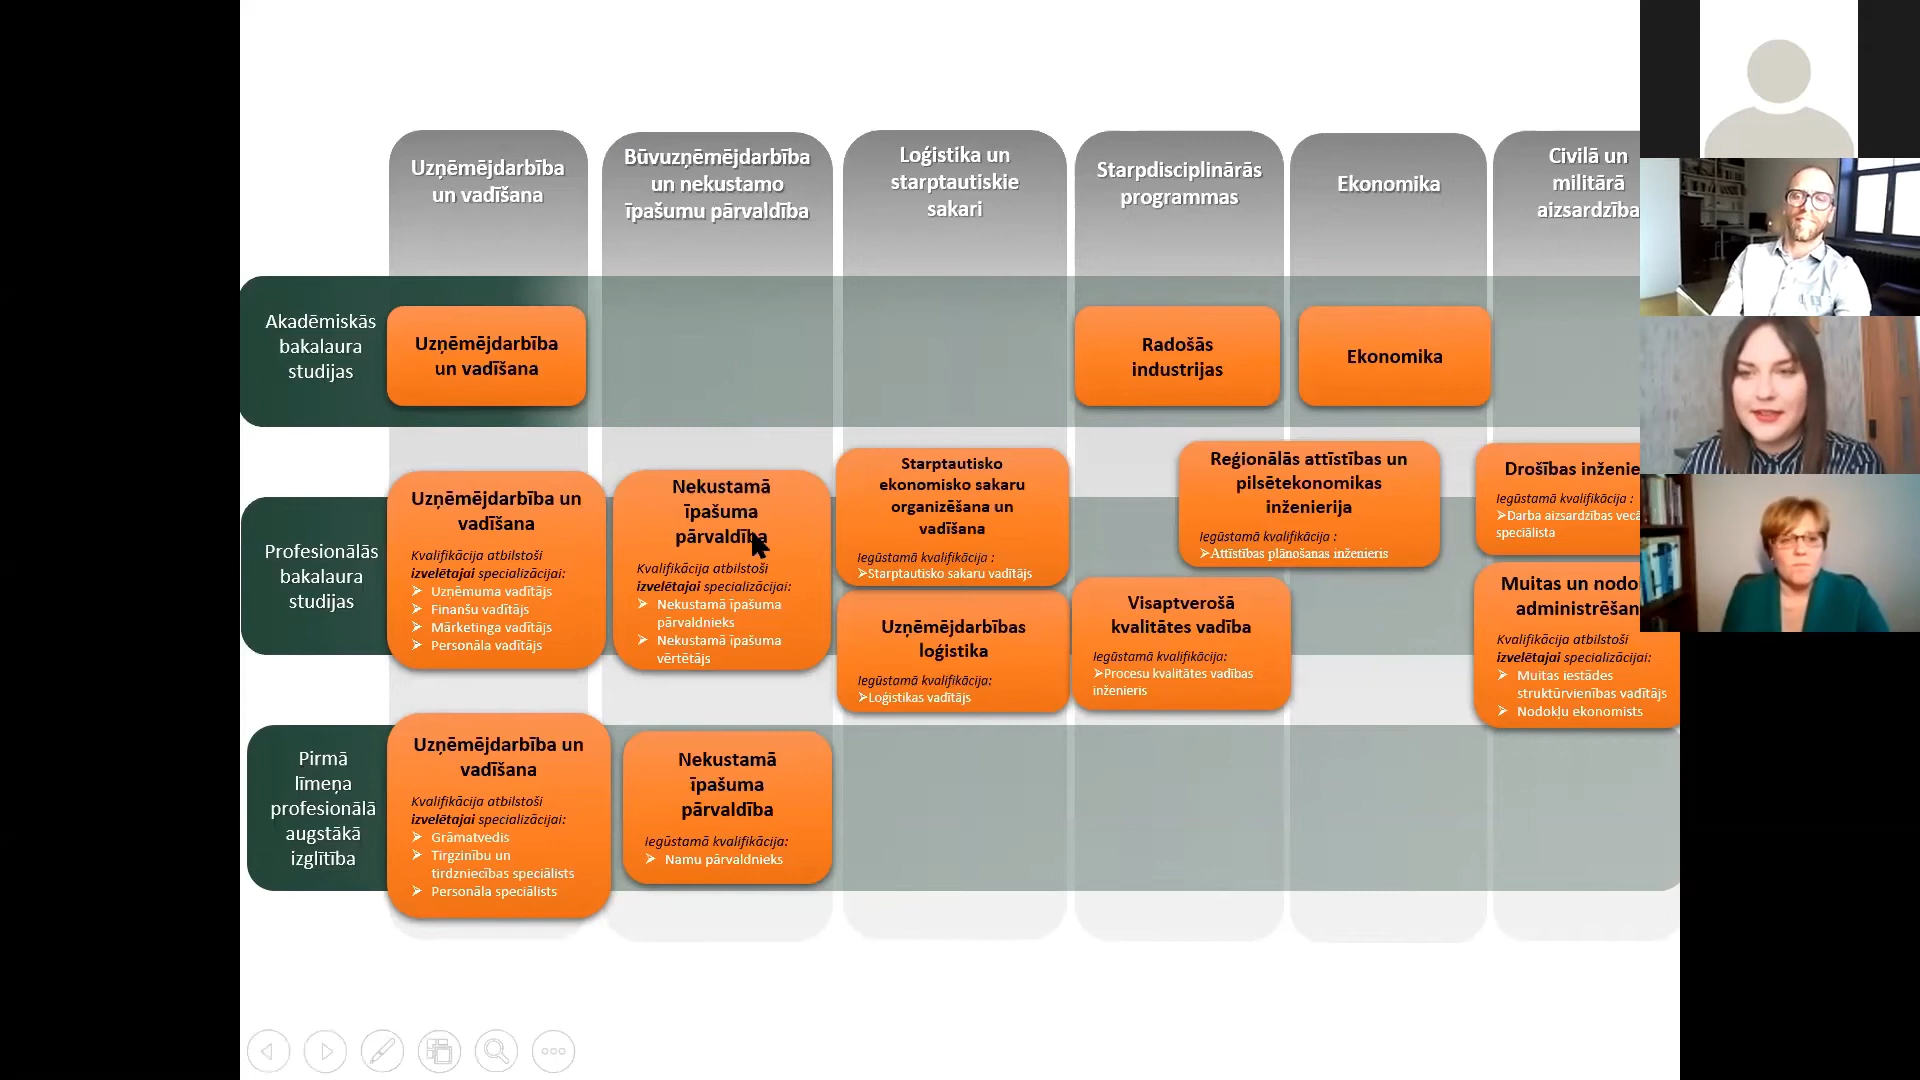 Uzņēmējdarbība
un vadīšana
Būvuzņēmējdarbība
un nekustamo
īpašumu pārvaldība
Loģistika un
starptautiskie
sakari
Starpdisciplinārās
programmas
Ekonomika
Civilā un
militārā
aizsardzība
Akadēmiskās
bakalaura
studijas
Uzņēmējdarbība
un vadīšana
Radošās
industrijas
Ekonomika
Profesionālās
bakalaura
studijas
Uzņēmējdarbība un
vadīšana
Kvalifikācija atbilstoši
izvelētajai specializācijai:
➢ Uzņēmuma vadītājs
➢ Finanšu vadītājs
➢ Mārketinga vadītājs
➢ Personāla vadītājs
Nekustamā
īpašuma
pārvaldība
Kvalifikācija atbilstoši
izvelētajai specializācijai:
➢ Nekustamā īpašuma
pārvaldnieks
➢ Nekustamā īpašuma
vērtētājs
Starptautisko
ekonomisko sakaru
organizēšana un
vadīšana
Iegūstamā kvalifikācija :
➢Starptautisko sakaru vadītājs
Uzņēmējdarbības
loģistika
Iegūstamā kvalifikācija:
➢Loģistikas vadītājs
Reģionālās attīstības un
pilsētekonomikas
inženierija
Iegūstamā kvalifikācija :
➢Attīstības plānošanas inženieris
Visaptverošā
kvalitātes vadība
Iegūstamā kvalifikācija:
➢Procesu kvalitātes vadības
inženieris
Drošības inženie
Iegūstamā kvalifikācija :
➢Darba aizsardzības vecā
speciālista
Muitas un nodo
administrēšan
Kvalifikācija atbilstoši
izvelētajai specializācijai:
➢ Muitas iestādes
struktūrvienības vadītājs
➢ Nodokļu ekonomists
Pirmā
līmeņa
profesionālā
augstākā
izglītība
Uzņēmējdarbība un
vadīšana
Kvalifikācija atbilstoši
izvelētajai specializācijai:
➢ Grāmatvedis
➢ Tirgzinību un
tirdzniecības speciālists
➢ Personāla speciālists
Nekustamā
īpašuma
pārvaldība
Iegūstamā kvalifikācija:
➢ Namu pārvaldnieks